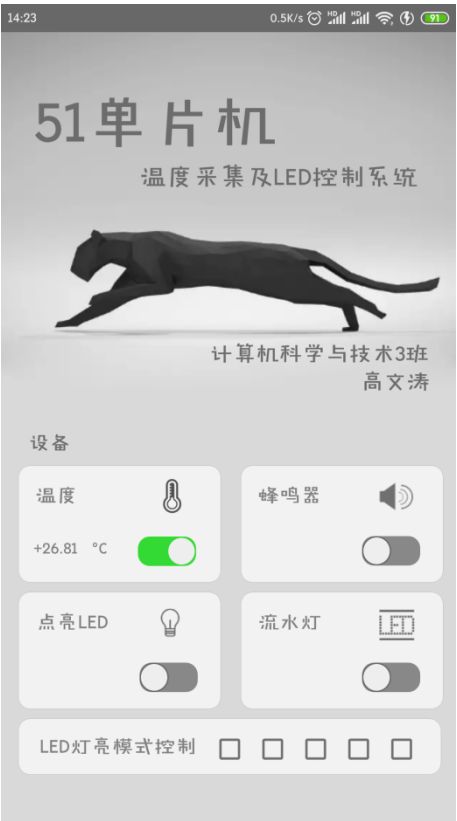 14:23
0.5K/s HD HD 91
51单片机
温度采集及LED控制系统
计算机科学与技术3班
高文涛
设备
温度
蜂鸣器
+26.81 °C
点亮LED
流水灯
LED
LED灯亮模式控制